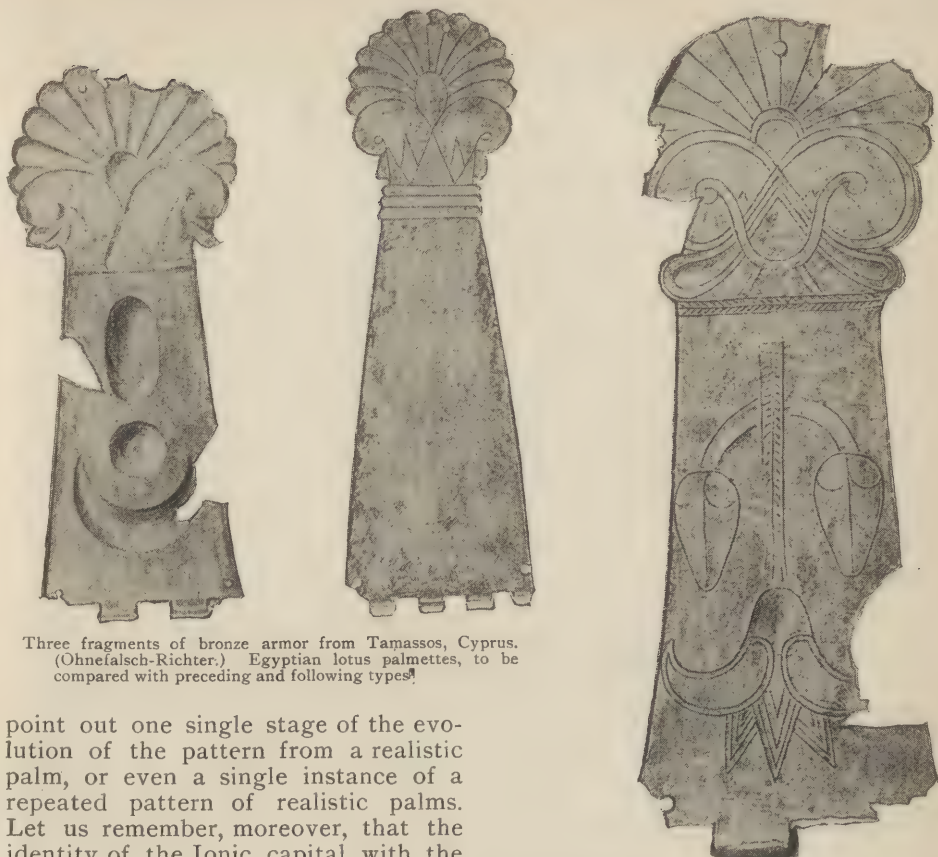 Three fragments of bronze armor from Tamassos, Cyprus.
(Ohnefalsch-Richter.) Egyptian lotus palmettes, to be
compared with preceding and following types
point out one single stage of the evo-
lution of the pattern from a realistic
palm, or even a single instance of a
repeated pattern of realistic palms.
Let us remember, moreover, that the
identity of the Ionic capital with the